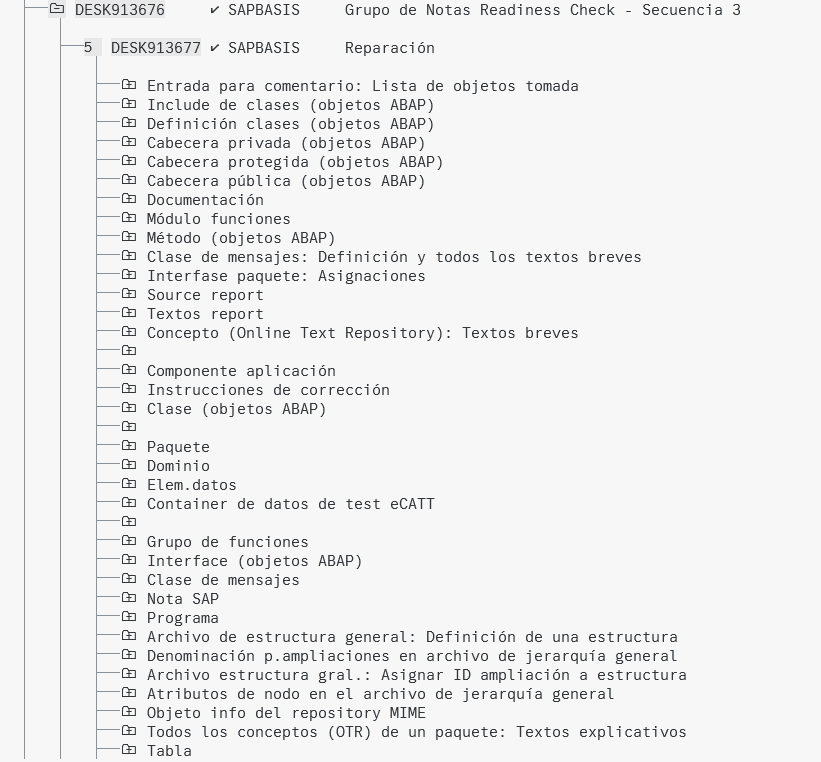 DESK913676 ✔ SAPBASIS Grupo de Notas Readiness Check - Secuencia 3
5 DESK913677 ✔ SAPBASIS Reparación
Entrada para comentario: Lista de objetos tomada
Include de clases (objetos ABAP)
Definición clases (objetos ABAP)
Cabecera privada (objetos ABAP)
Cabecera protegida (objetos ABAP)
Cabecera pública (objetos ABAP)
Documentación
Módulo funciones
Método (objetos ABAP)
Clase de mensajes: Definición y todos los textos breves
Interfase paquete: Asignaciones
Source report
Textos report
Concepto (Online Text Repository): Textos breves
Componente aplicación
Instrucciones de corrección
Clase (objetos ABAP)
Paquete
Dominio
Elem.datos
Container de datos de test eCATT
Grupo de funciones
Interface (objetos ABAP)
Clase de mensajes
Nota SAP
Programa
Archivo de estructura general: Definición de una estructura
Denominación p.ampliaciones en archivo de jerarquía general
Archivo estructura gral.: Asignar ID ampliación a estructura
Atributos de nodo en el archivo de jerarquía general
Objeto info del repository MIME
Todos los conceptos (OTR) de un paquete: Textos explicativos
Tabla